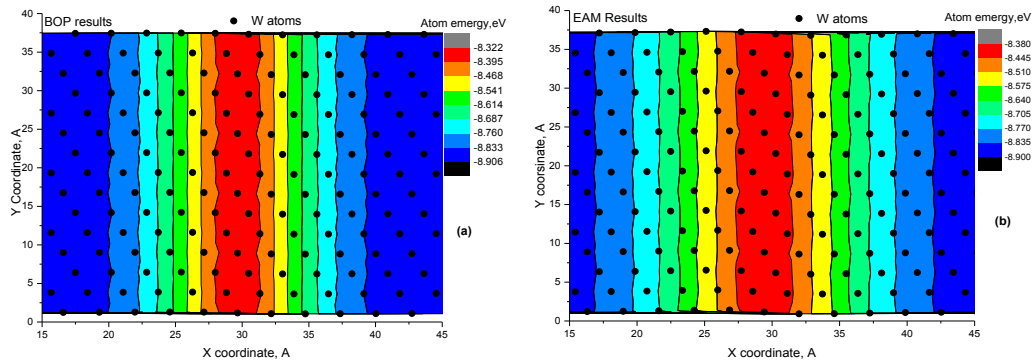 BOP results
W atoms
Atom energy,eV
-8.322
-8.395
-8.468
-8.541
-8.614
-8.687
-8.760
-8.833
-8.906
40
35
30
25
20
15
10
5
0
Y Coordinate, A
15 20 25 30 35 40 45
X coordinate, A
(a)
EAM Results
W atoms
Atom energy,eV
-8.380
-8.445
-8.510
-8.575
-8.640
-8.705
-8.770
-8.835
-8.900
40
35
30
25
20
15
10
5
0
Y coorsinate, A
15 20 25 30 35 40 45
X coordinate, A
(b)